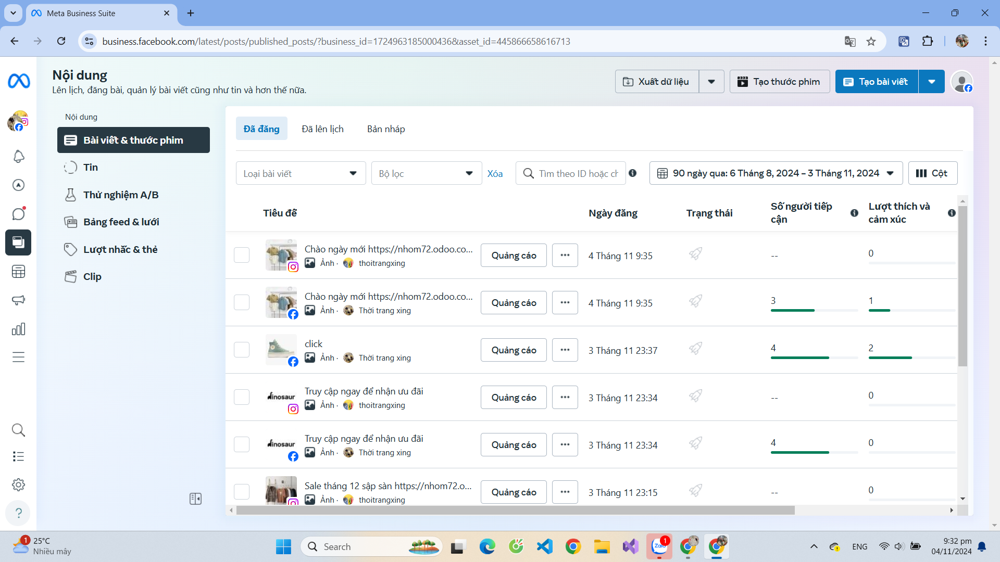 Meta Business Suite
business.facebook.com/latest/posts/published_posts/?business_id=1724963185000436&asset_id=445866658616713
Nội dung
Lên lịch, đăng bài, quản lý bài viết cũng như tin và hơn thế nữa.
Xuất dữ liệu
Tạo thước phim
Tạo bài viết
Nội dung
Bài viết & thước phim
Tin
Thử nghiệm A/B
Bảng feed & lưới
Lượt nhắc & thẻ
Clip
Đã đăng
Đã lên lịch
Bản nháp
Loại bài viết
Bộ lọc
Xóa
Tìm theo ID hoặc ch
90 ngày qua: 6 Tháng 8, 2024 – 3 Tháng 11, 2024
Cột
Tiêu đề
Ngày đăng
Trạng thái
Số người tiếp
cận
Lượt thích và
cảm xúc
Chào ngày mới https://nhom72.odoo.co...
Ảnh · thoitrangxing
Quảng cáo
4 Tháng 11 9:35
--
0
Chào ngày mới https://nhom72.odoo.co...
Ảnh · Thời trang xing
Quảng cáo
4 Tháng 11 9:35
3
1
click
Ảnh · Thời trang xing
Quảng cáo
3 Tháng 11 23:37
4
2
dinosaur
Truy cập ngay để nhận ưu đãi
Ảnh · thoitrangxing
Quảng cáo
3 Tháng 11 23:34
--
0
dinosaur
Truy cập ngay để nhận ưu đãi
Ảnh · Thời trang xing
Quảng cáo
3 Tháng 11 23:34
4
0
Sale tháng 12 sập sàn https://nhom72.o...
Ảnh · thoitrangxing
Quảng cáo
3 Tháng 11 23:15
--
0
1
25°C
Nhiều mây
Search
Zalo
1
ENG
9:32 pm
04/11/2024